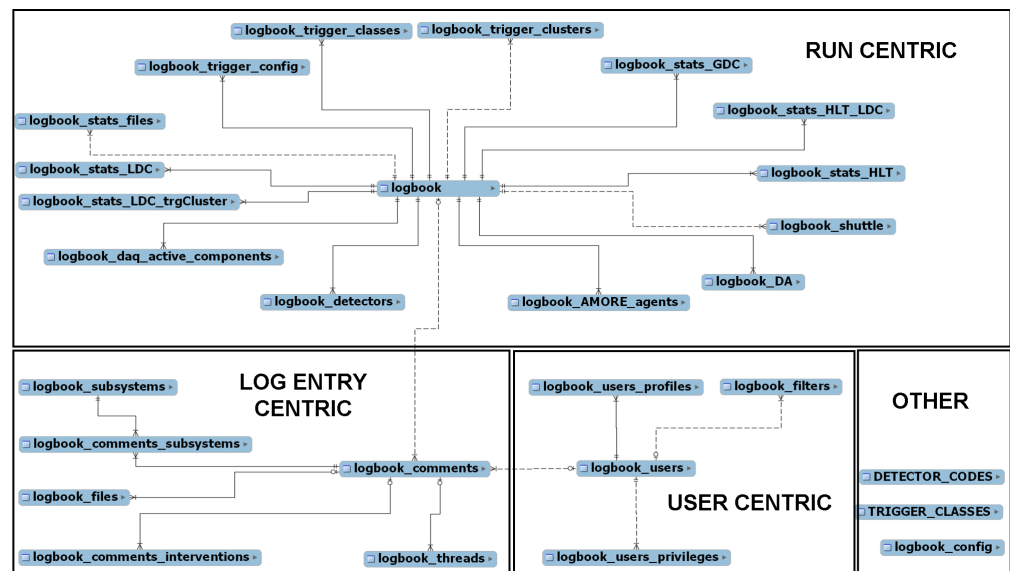 logbook_trigger_classes
logbook_trigger_clusters
RUN CENTRIC
logbook_trigger_config
logbook_stats_GDC
logbook_stats_HLT_LDC
logbook_stats_files
logbook_stats_LDC
logbook_stats_HLT
logbook
logbook_stats_LDC_trgCluster
logbook_shuttle
logbook_daq_active_components
logbook_DA
logbook_detectors
logbook_AMORE_agents
LOG ENTRY
CENTRIC
logbook_subsystems
logbook_comments_subsystems
logbook_comments
logbook_files
logbook_comments_interventions
logbook_threads
logbook_users_profiles
logbook_filters
logbook_users
USER CENTRIC
logbook_users_privileges
OTHER
DETECTOR_CODES
TRIGGER_CLASSES
logbook_config